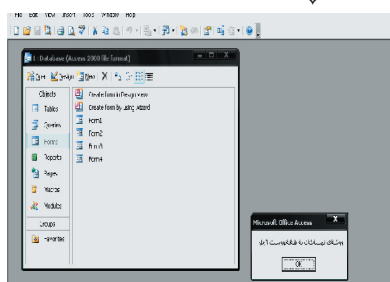 File Edit View Insert Tools Window Help
1 : Database (Access 2000 file format)
Open Design New
Objects
Tables
Queries
Forms
Reports
Pages
Macros
Modules
Groups
Favorites
Create form in Design view
Create form by using wizard
Form1
Form2
Form3
Form4
Microsoft Office Access
OK